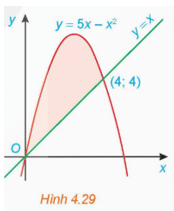 y
y = 5x – x²
y = x
(4; 4)
O
x
Hình 4.29